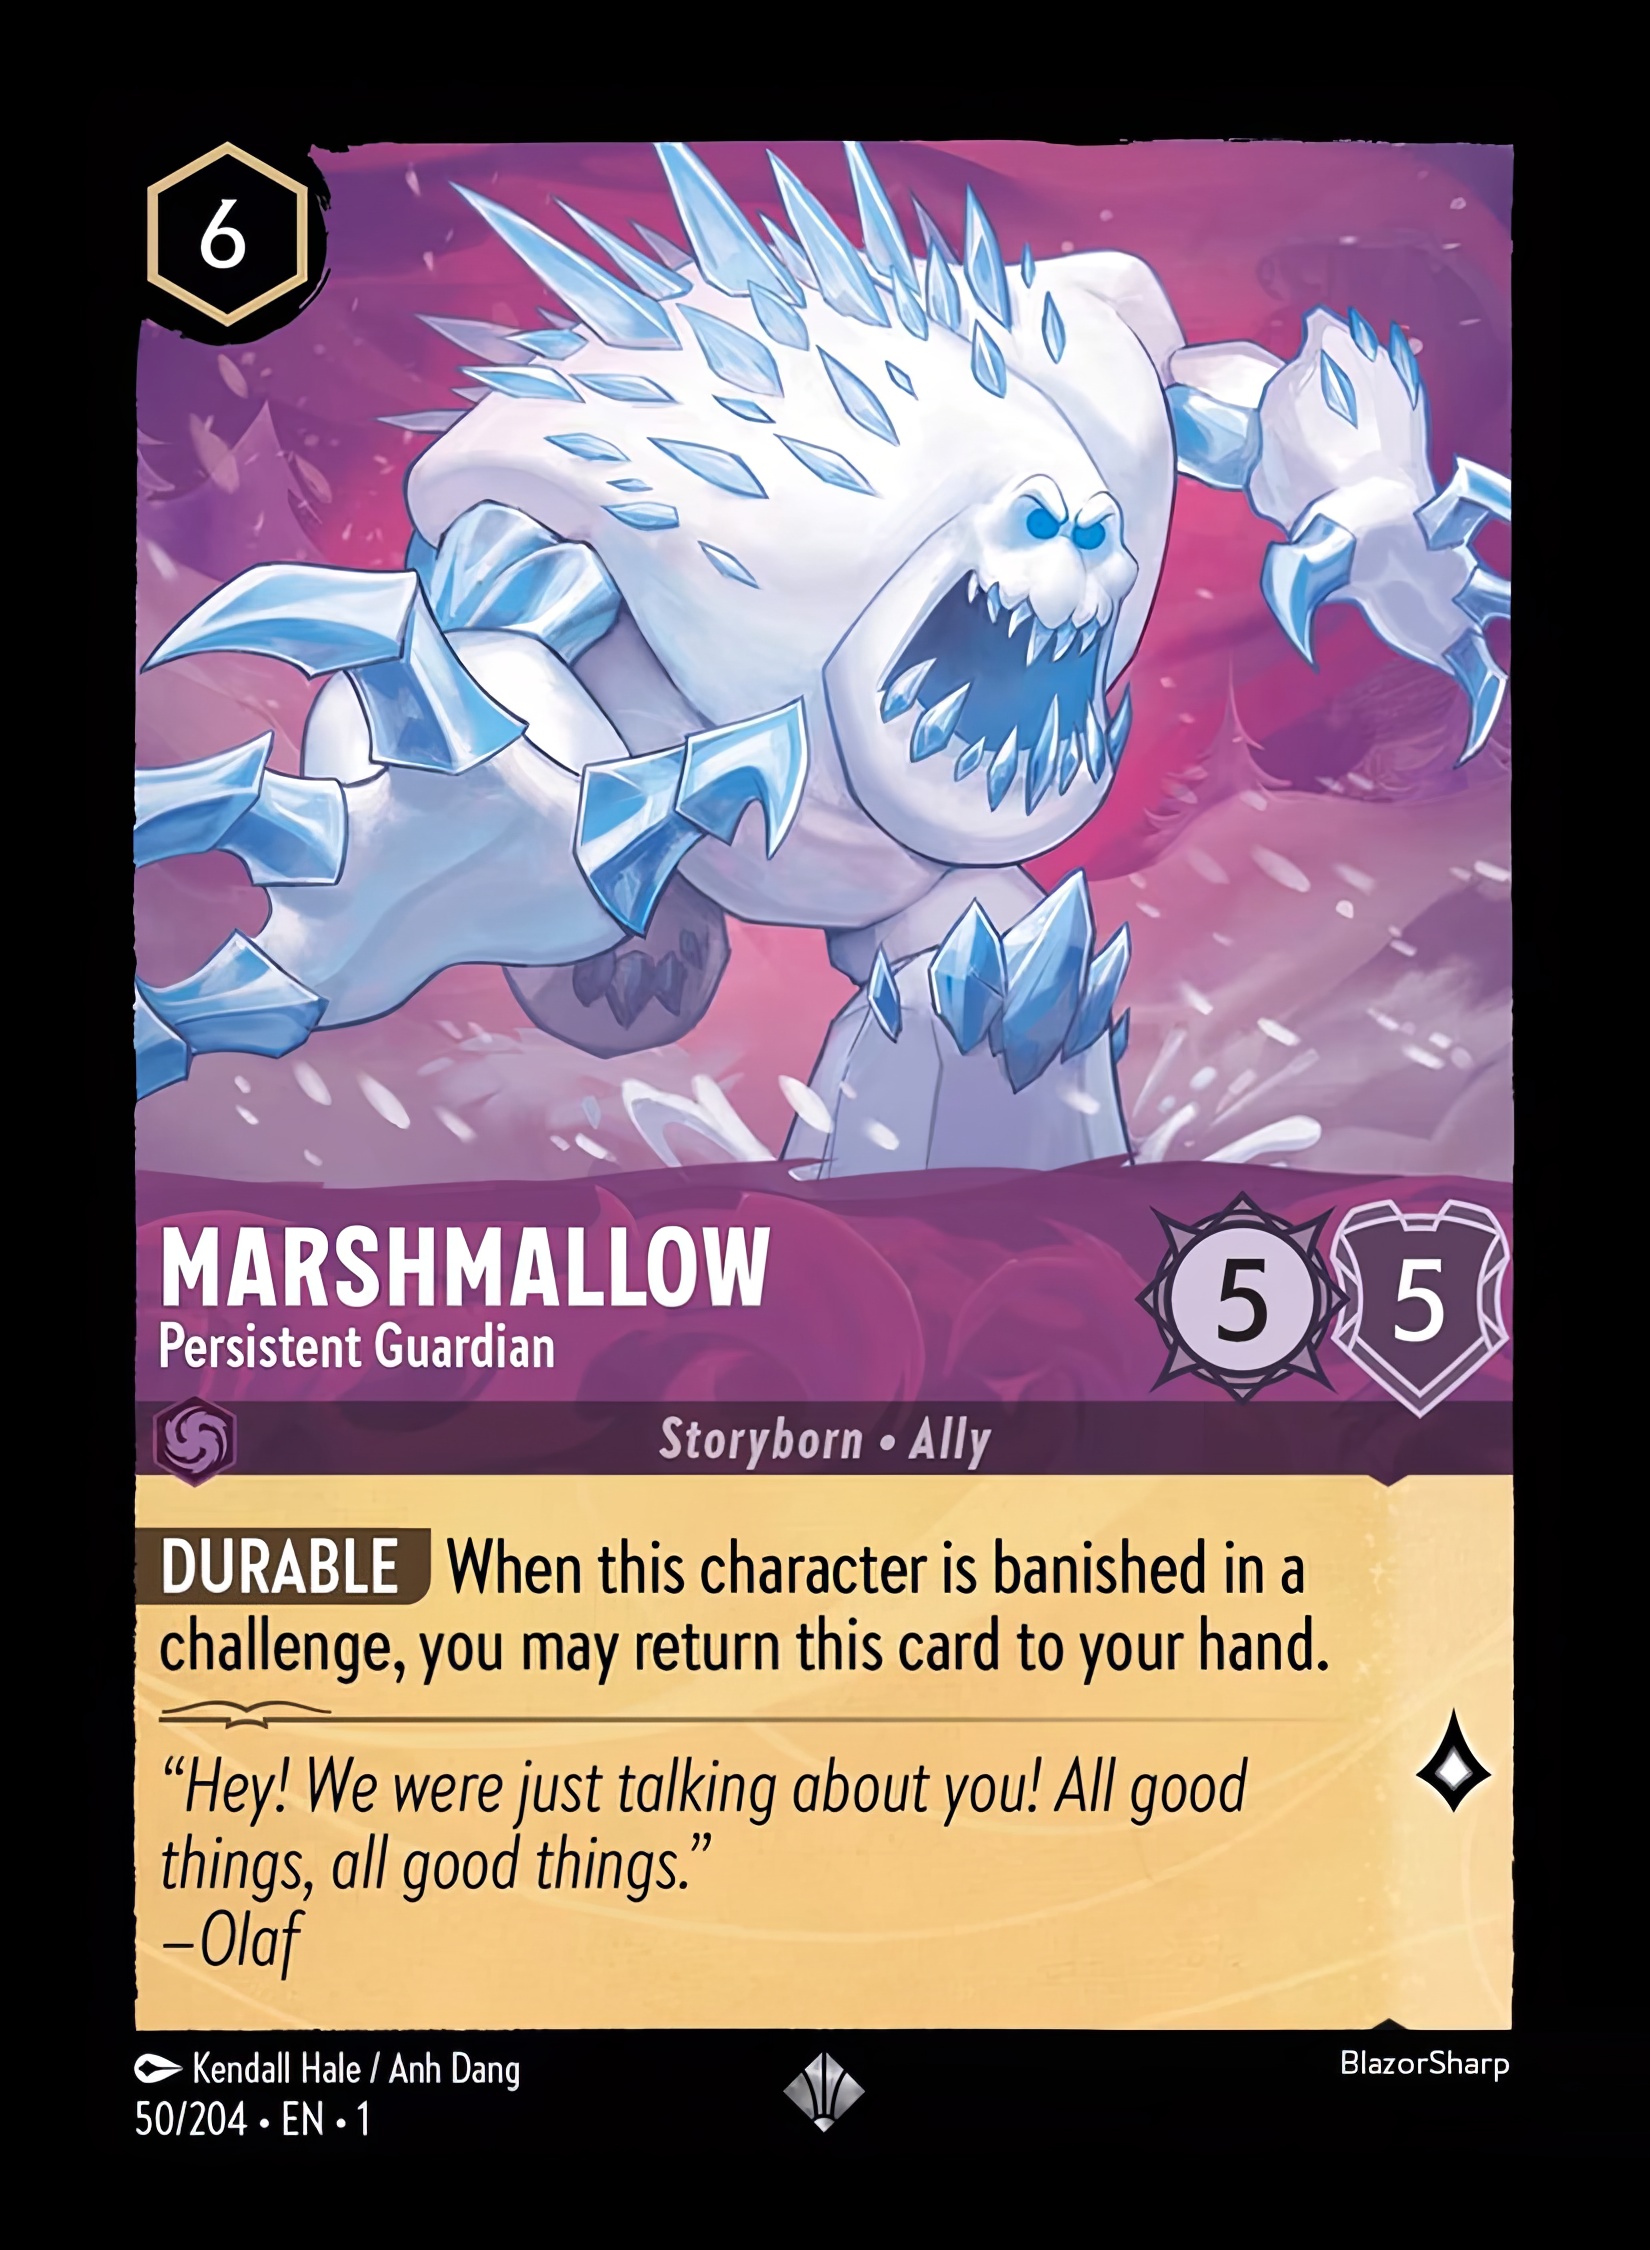 6
MARSHMALLOW
Persistent Guardian
5
5
Storyborn • Ally
DURABLE When this character is banished in a
challenge, you may return this card to your hand.
“Hey! We were just talking about you! All good
things, all good things.”
–Olaf
Kendall Hale / Anh Dang
BlazorSharp
50/204 • EN • 1